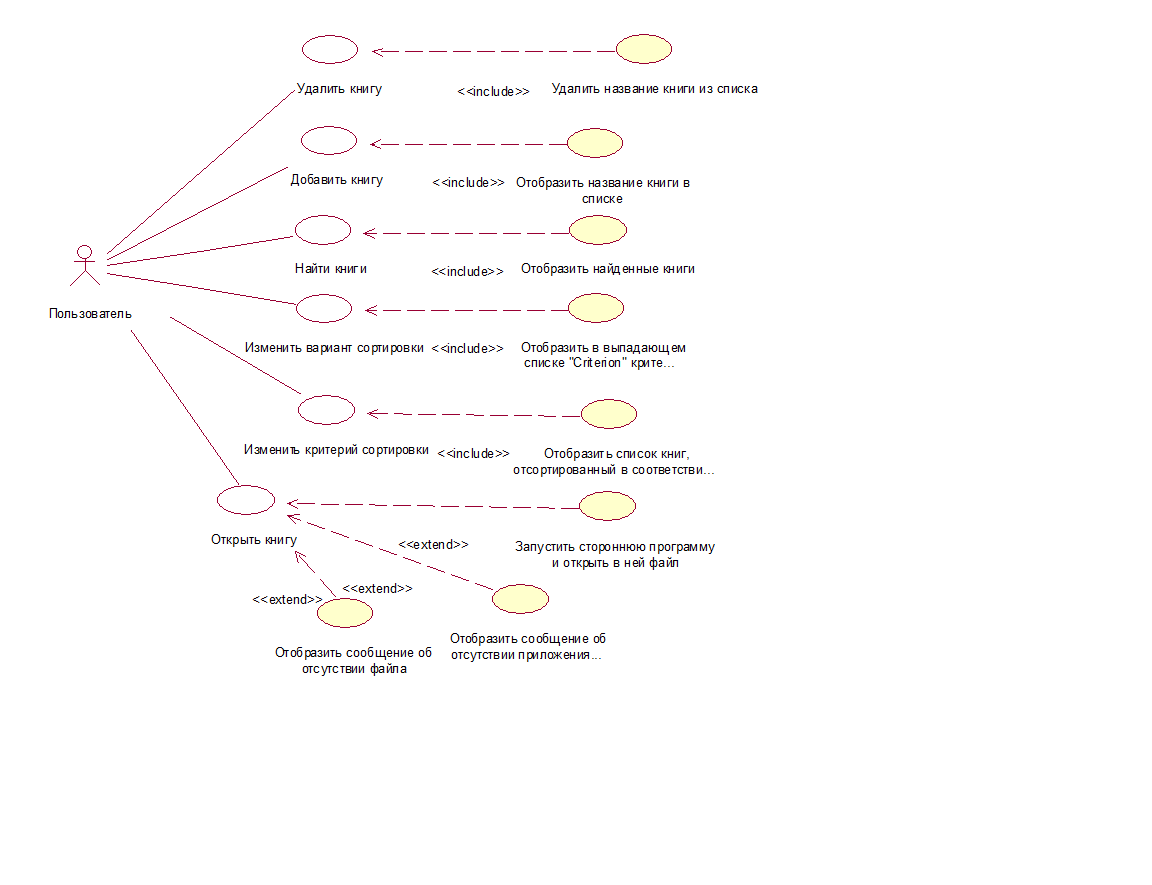 Удалить книгу
<<include>>
Удалить название книги из списка
Добавить книгу
<<include>>
Отобразить название книги в
списке
Найти книги
<<include>>
Отобразить найденные книги
Пользователь
Изменить вариант сортировки
<<include>>
Отобразить в выпадающем
списке "Criterion" крите...
Изменить критерий сортировки
<<include>>
Отобразить список книг,
отсортированный в соответстви...
Открыть книгу
<<extend>>
Запустить стороннюю программу
и открыть в ней файл
<<extend>>
<<extend>>
Отобразить сообщение об
отсутствии приложения...
Отобразить сообщение об
отсутствии файла